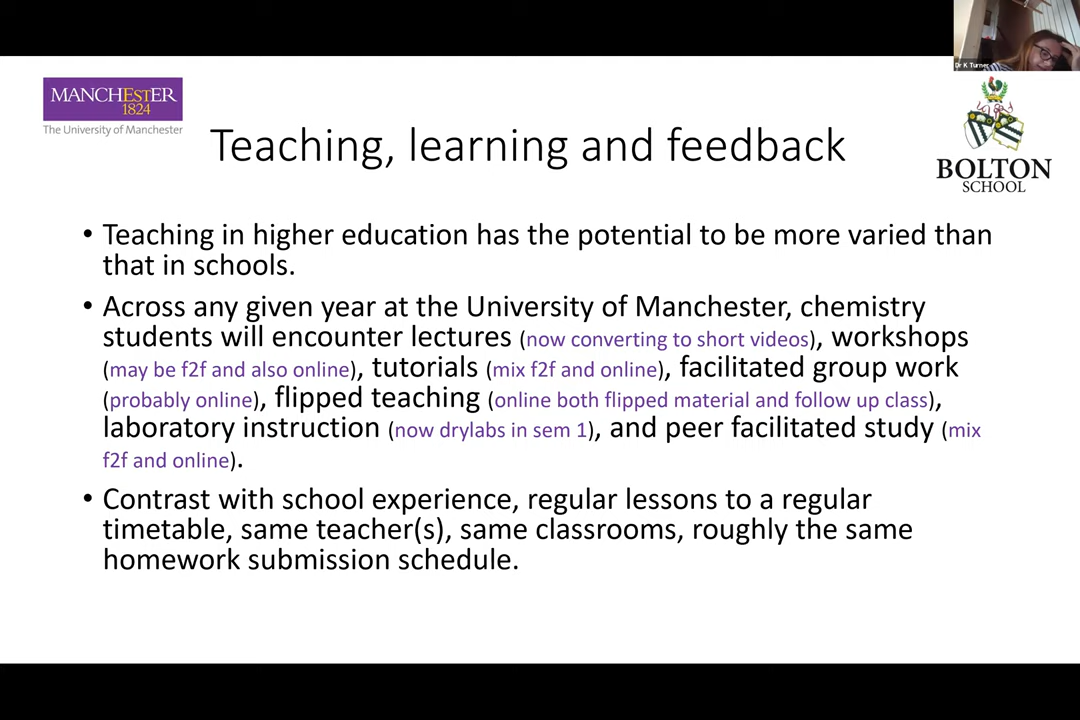 Dr K Turner
MANCHESTER
1824
The University of Manchester
BOLTON
SCHOOL
Teaching, learning and feedback
• Teaching in higher education has the potential to be more varied than
that in schools.
• Across any given year at the University of Manchester, chemistry
students will encounter lectures (now converting to short videos), workshops
(may be f2f and also online), tutorials (mix f2f and online), facilitated group work
(probably online), flipped teaching (online both flipped material and follow up class),
laboratory instruction (now drylabs in sem 1), and peer facilitated study (mix
f2f and online).
• Contrast with school experience, regular lessons to a regular
timetable, same teacher(s), same classrooms, roughly the same
homework submission schedule.